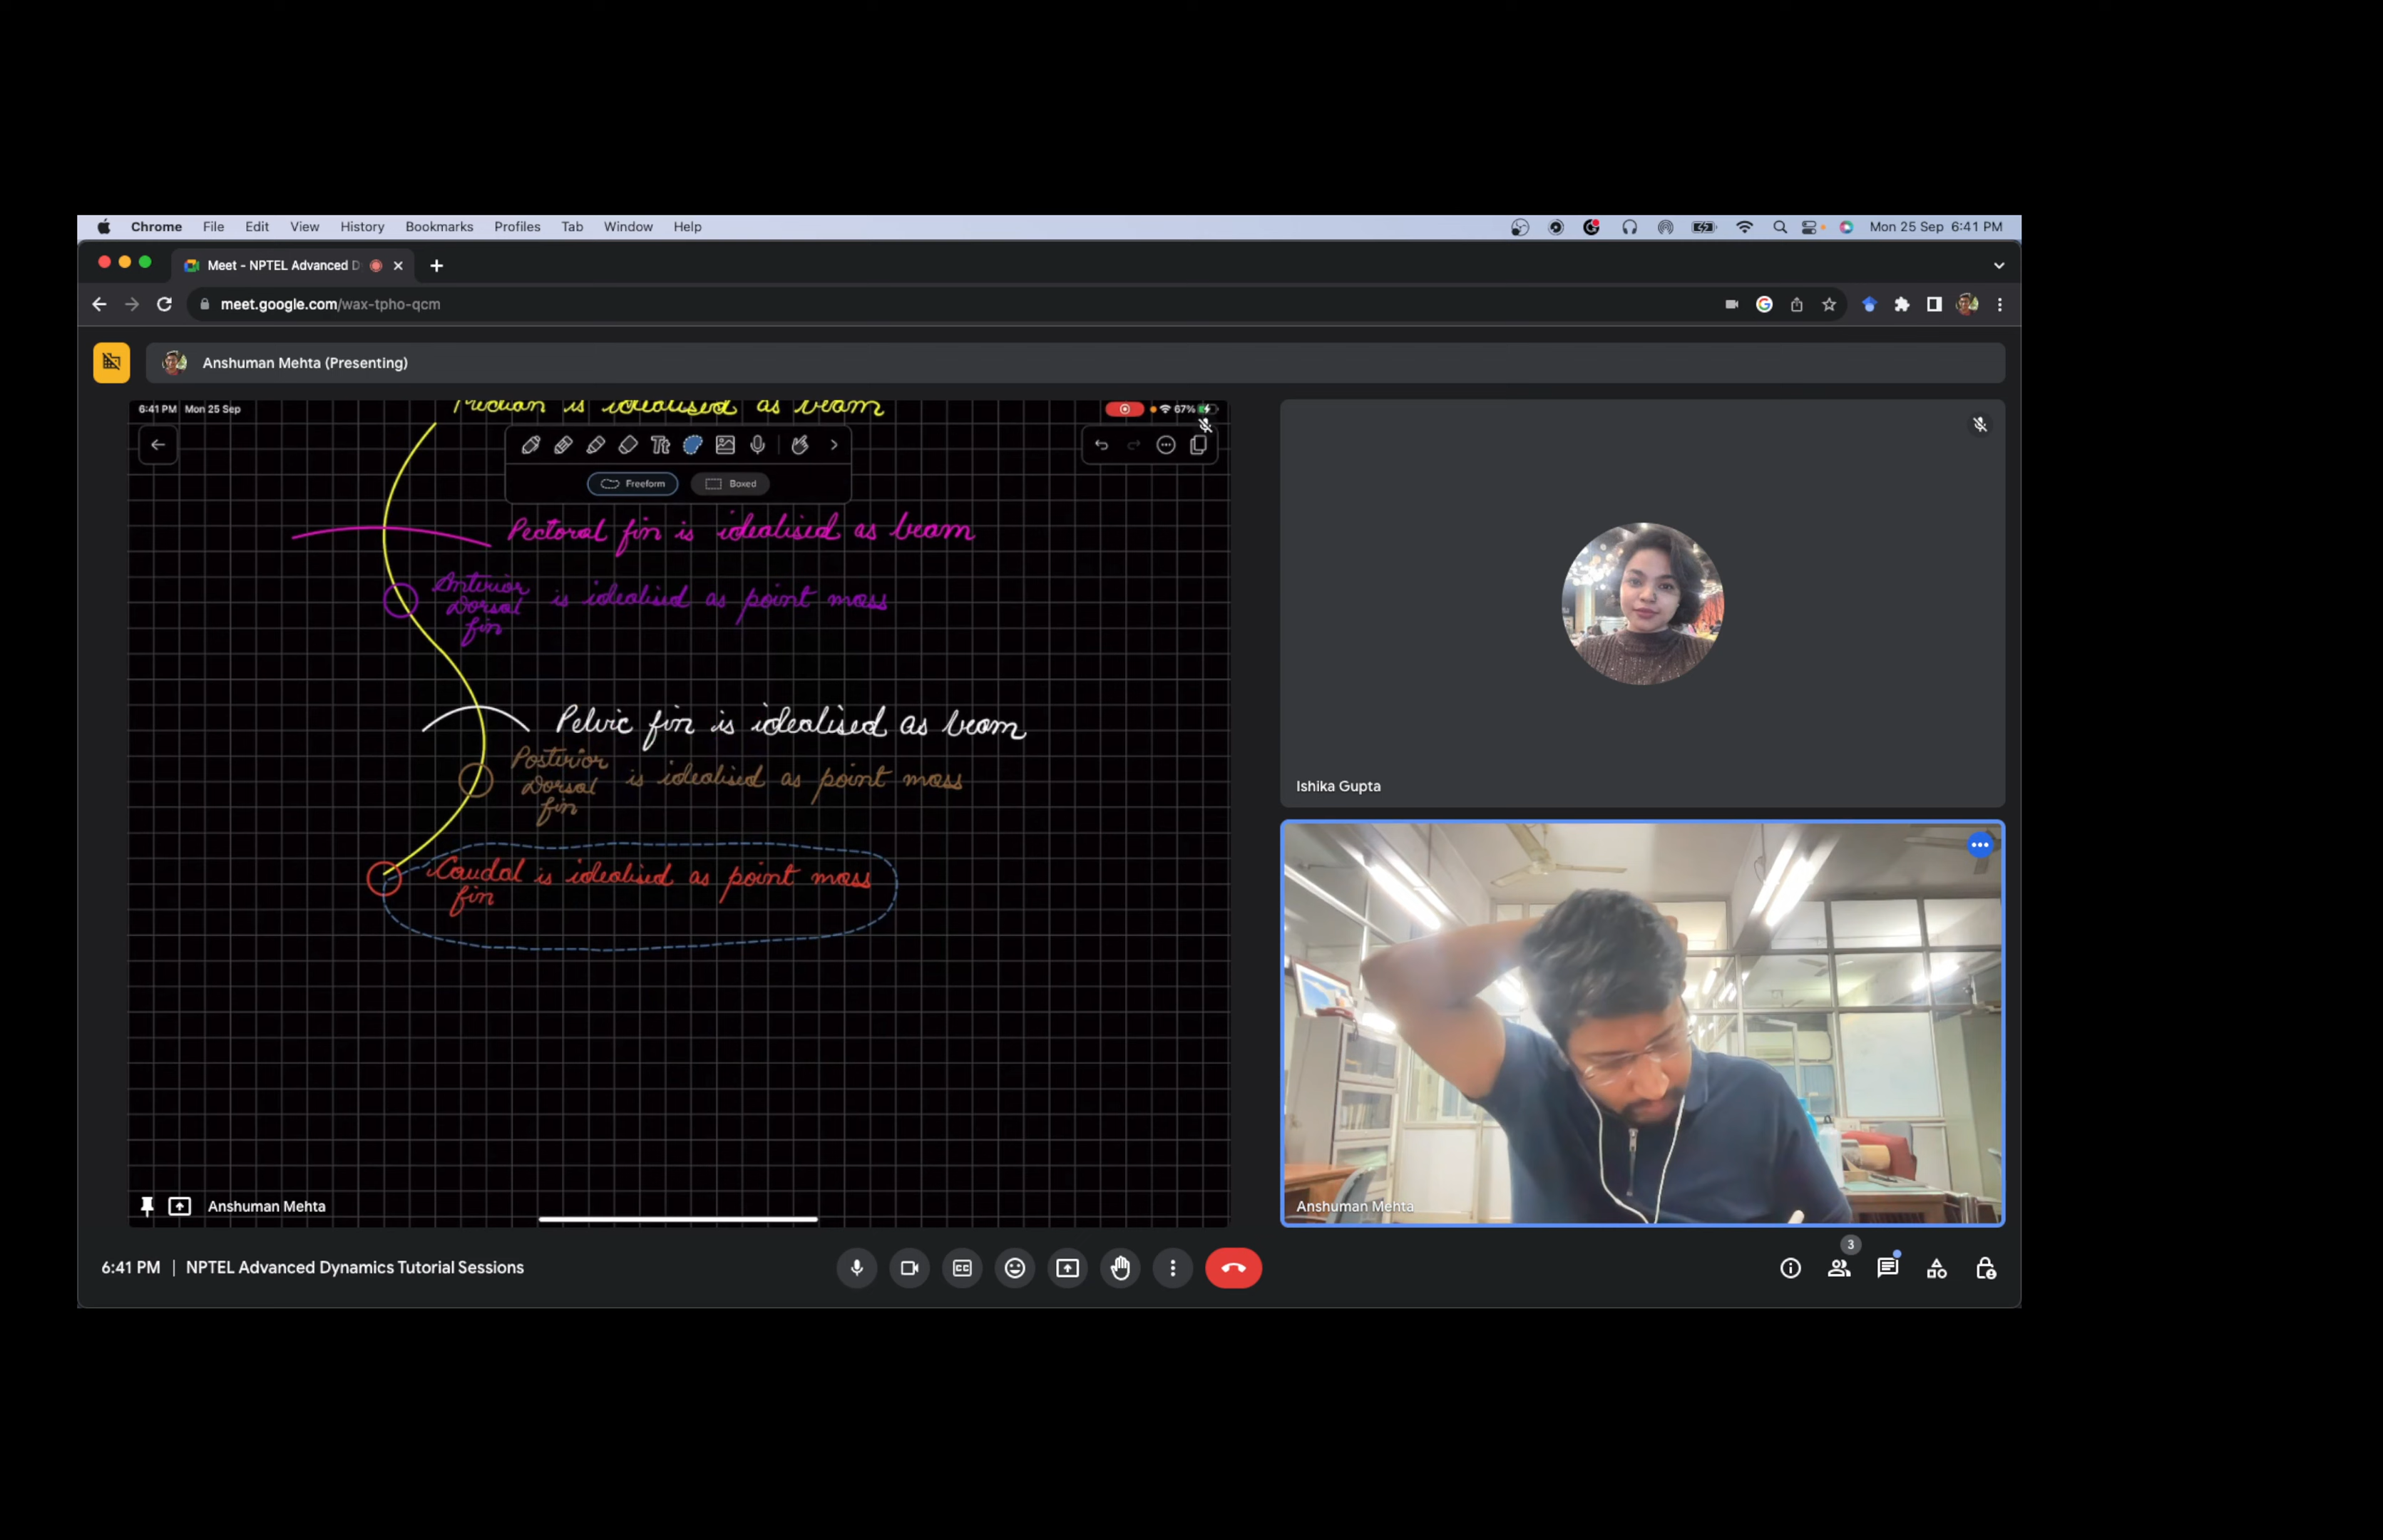 Chrome File Edit View History Bookmarks Profiles Tab Window Help Mon 25 Sep 6:41 PM
Meet - NPTEL Advanced D
meet.google.com/wax-tpho-qcm
Anshuman Mehta (Presenting)
6:41 PM Mon 25 Sep 67%
Median is idealised as beam
Freeform Boxed
Pectoral fin is idealised as beam
Anterior
Dorsal is idealised as point mass
fin
Pelvic fin is idealised as beam
Posterior
Dorsal is idealised as point mass
fin
Caudal is idealised as point mass
fin
Anshuman Mehta
Ishika Gupta
Anshuman Mehta
6:41 PM | NPTEL Advanced Dynamics Tutorial Sessions
3